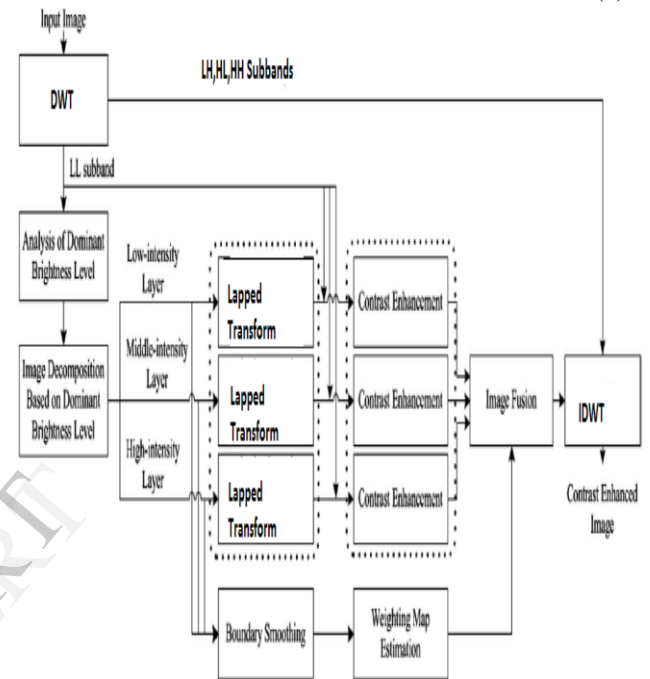 Input Image
DWT
LH,HL,HH Subbands
LL subband
Analysis of Dominant
Brightness Level
Image Decomposition
Based on Dominant
Brightness Level
Low-intensity
Layer
Middle-intensity
Layer
High-intensity
Layer
Lapped
Transform
Lapped
Transform
Lapped
Transform
Contrast Enhancement
Contrast Enhancement
Contrast Enhancement
Image Fusion
IDWT
Contrast Enhanced
Image
Boundary Smoothing
Weighting Map
Estimation